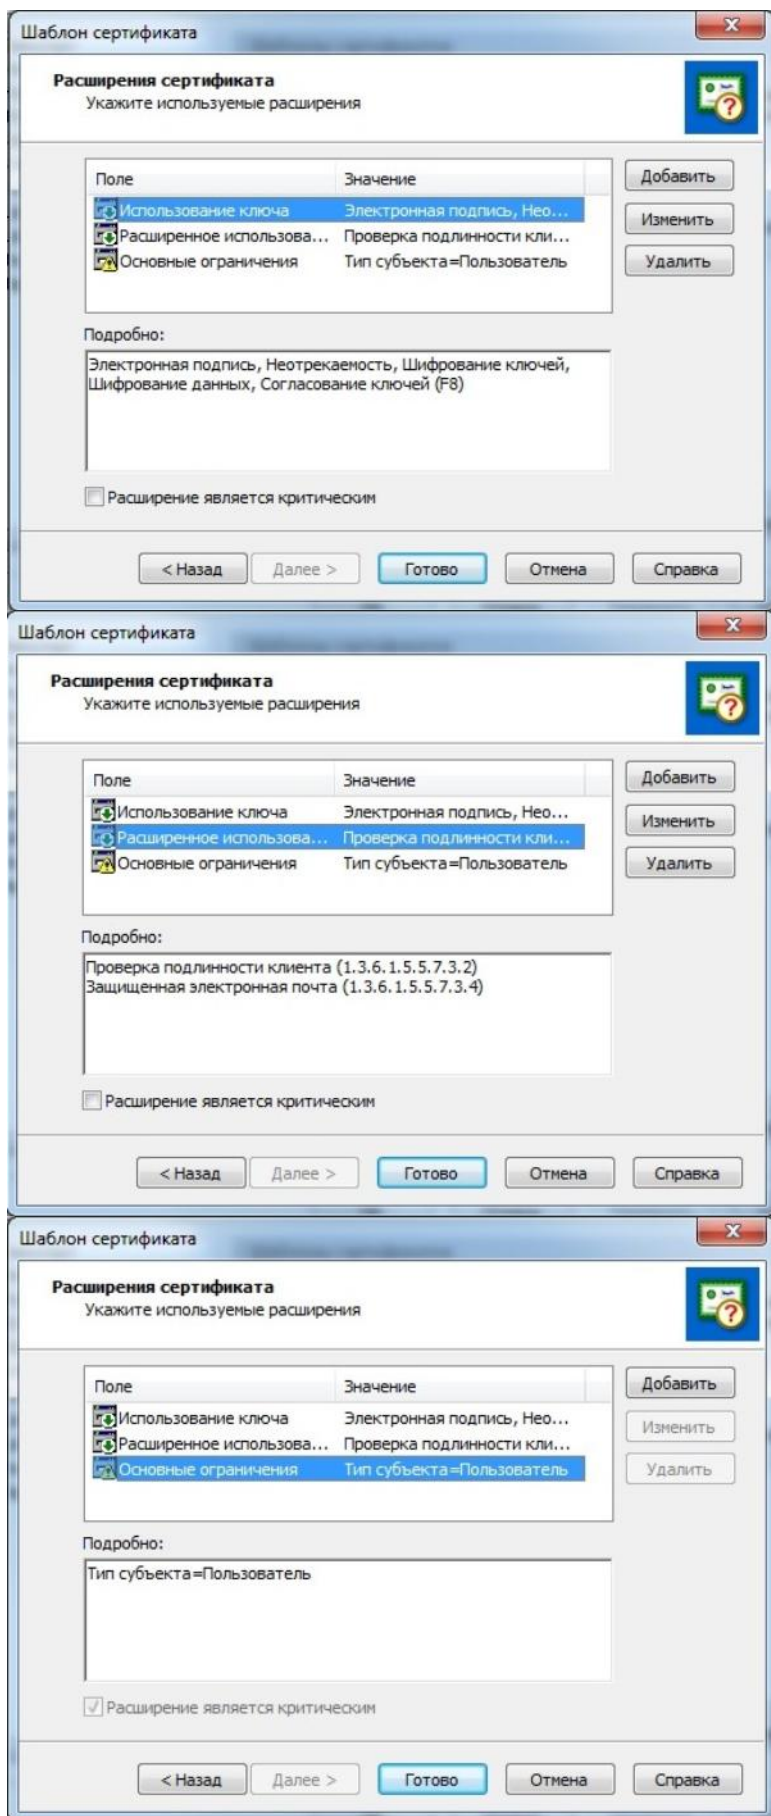 Шаблон сертификата
Расширения сертификата
Укажите используемые расширения
Поле Значение
Использование ключа Электронная подпись, Нео...
Расширенное использова... Проверка подлинности кли...
Основные ограничения Тип субъекта=Пользователь
Добавить
Изменить
Удалить
Подробно:
Электронная подпись, Неотрекаемость, Шифрование ключей,
Шифрование данных, Согласование ключей (F8)
Расширение является критическим
< Назад Далее > Готово Отмена Справка
Шаблон сертификата
Расширения сертификата
Укажите используемые расширения
Поле Значение
Использование ключа Электронная подпись, Нео...
Расширенное использова... Проверка подлинности кли...
Основные ограничения Тип субъекта=Пользователь
Добавить
Изменить
Удалить
Подробно:
Проверка подлинности клиента (1.3.6.1.5.5.7.3.2)
Защищенная электронная почта (1.3.6.1.5.5.7.3.4)
Расширение является критическим
< Назад Далее > Готово Отмена Справка
Шаблон сертификата
Расширения сертификата
Укажите используемые расширения
Поле Значение
Использование ключа Электронная подпись, Нео...
Расширенное использова... Проверка подлинности кли...
Основные ограничения Тип субъекта=Пользователь
Добавить
Изменить
Удалить
Подробно:
Тип субъекта=Пользователь
Расширение является критическим
< Назад Далее > Готово Отмена Справка